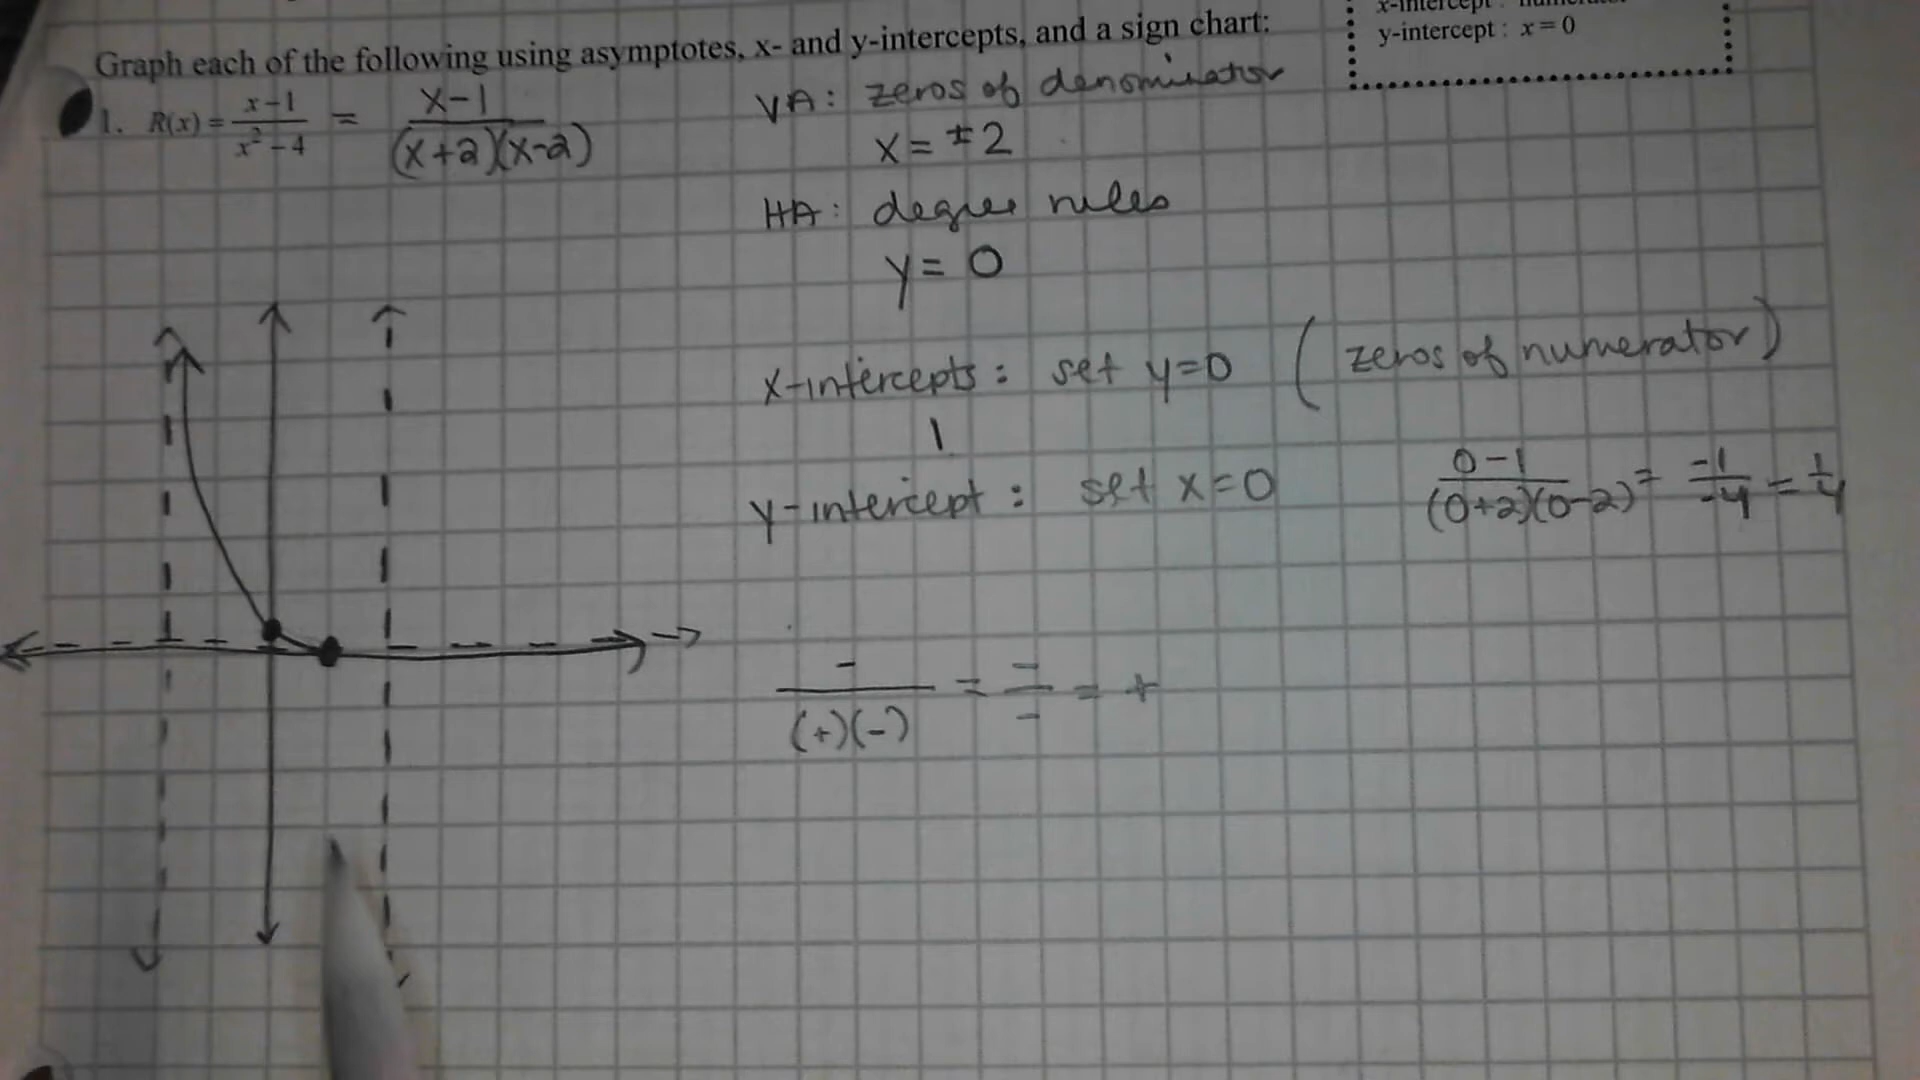 Graph each of the following using asymptotes, x- and y-intercepts, and a sign chart:
x-intercept :
y-intercept : x = 0
1. R(x) = (x-1)/(x²-4) = (x-1)/((x+2)(x-2))
VA: zeros of denominator
x = ±2
HA: degree rules
y = 0
x-intercepts: set y=0 (zeros of numerator)
1
y-intercept: set x=0 (0-1)/((0+2)(0-2)) = -1/-4 = 1/4
-/((+)(-)) = -/- = +